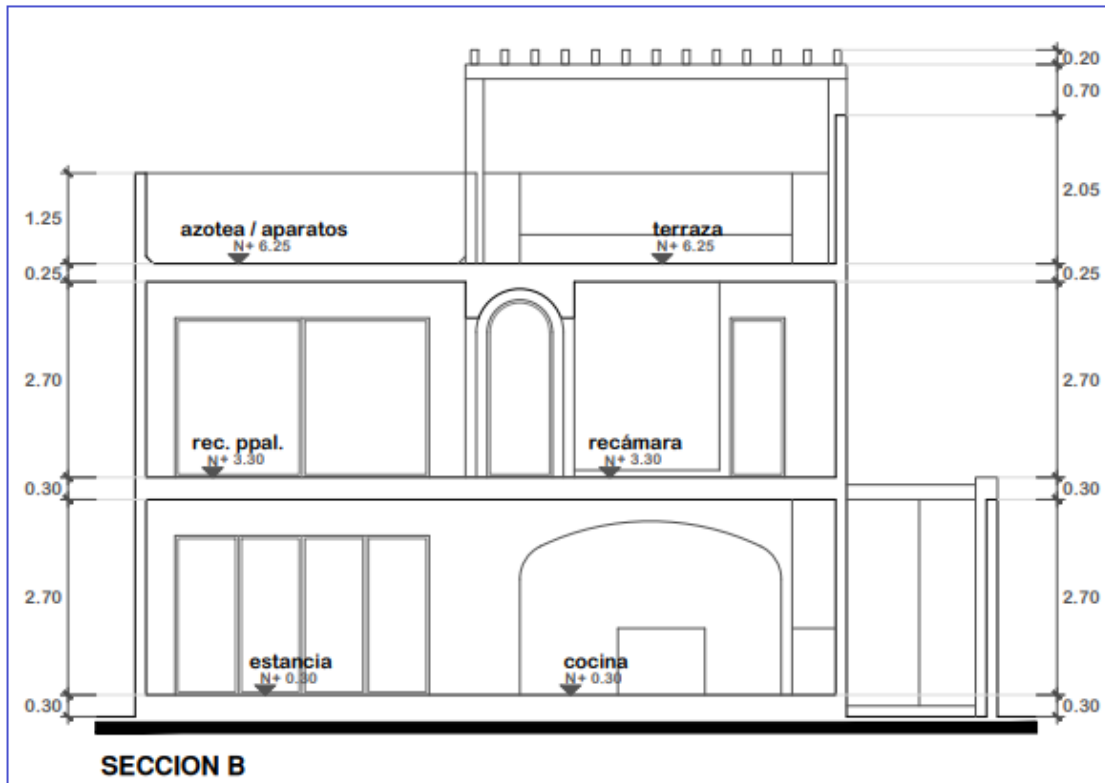 0.20
0.70
2.05
1.25
azotea / aparatos
N+ 6.25
terraza
N+ 6.25
0.25
0.25
2.70
2.70
rec. ppal.
N+ 3.30
recámara
N+ 3.30
0.30
0.30
2.70
2.70
estancia
N+ 0.30
cocina
N+ 0.30
0.30
0.30
SECCION B